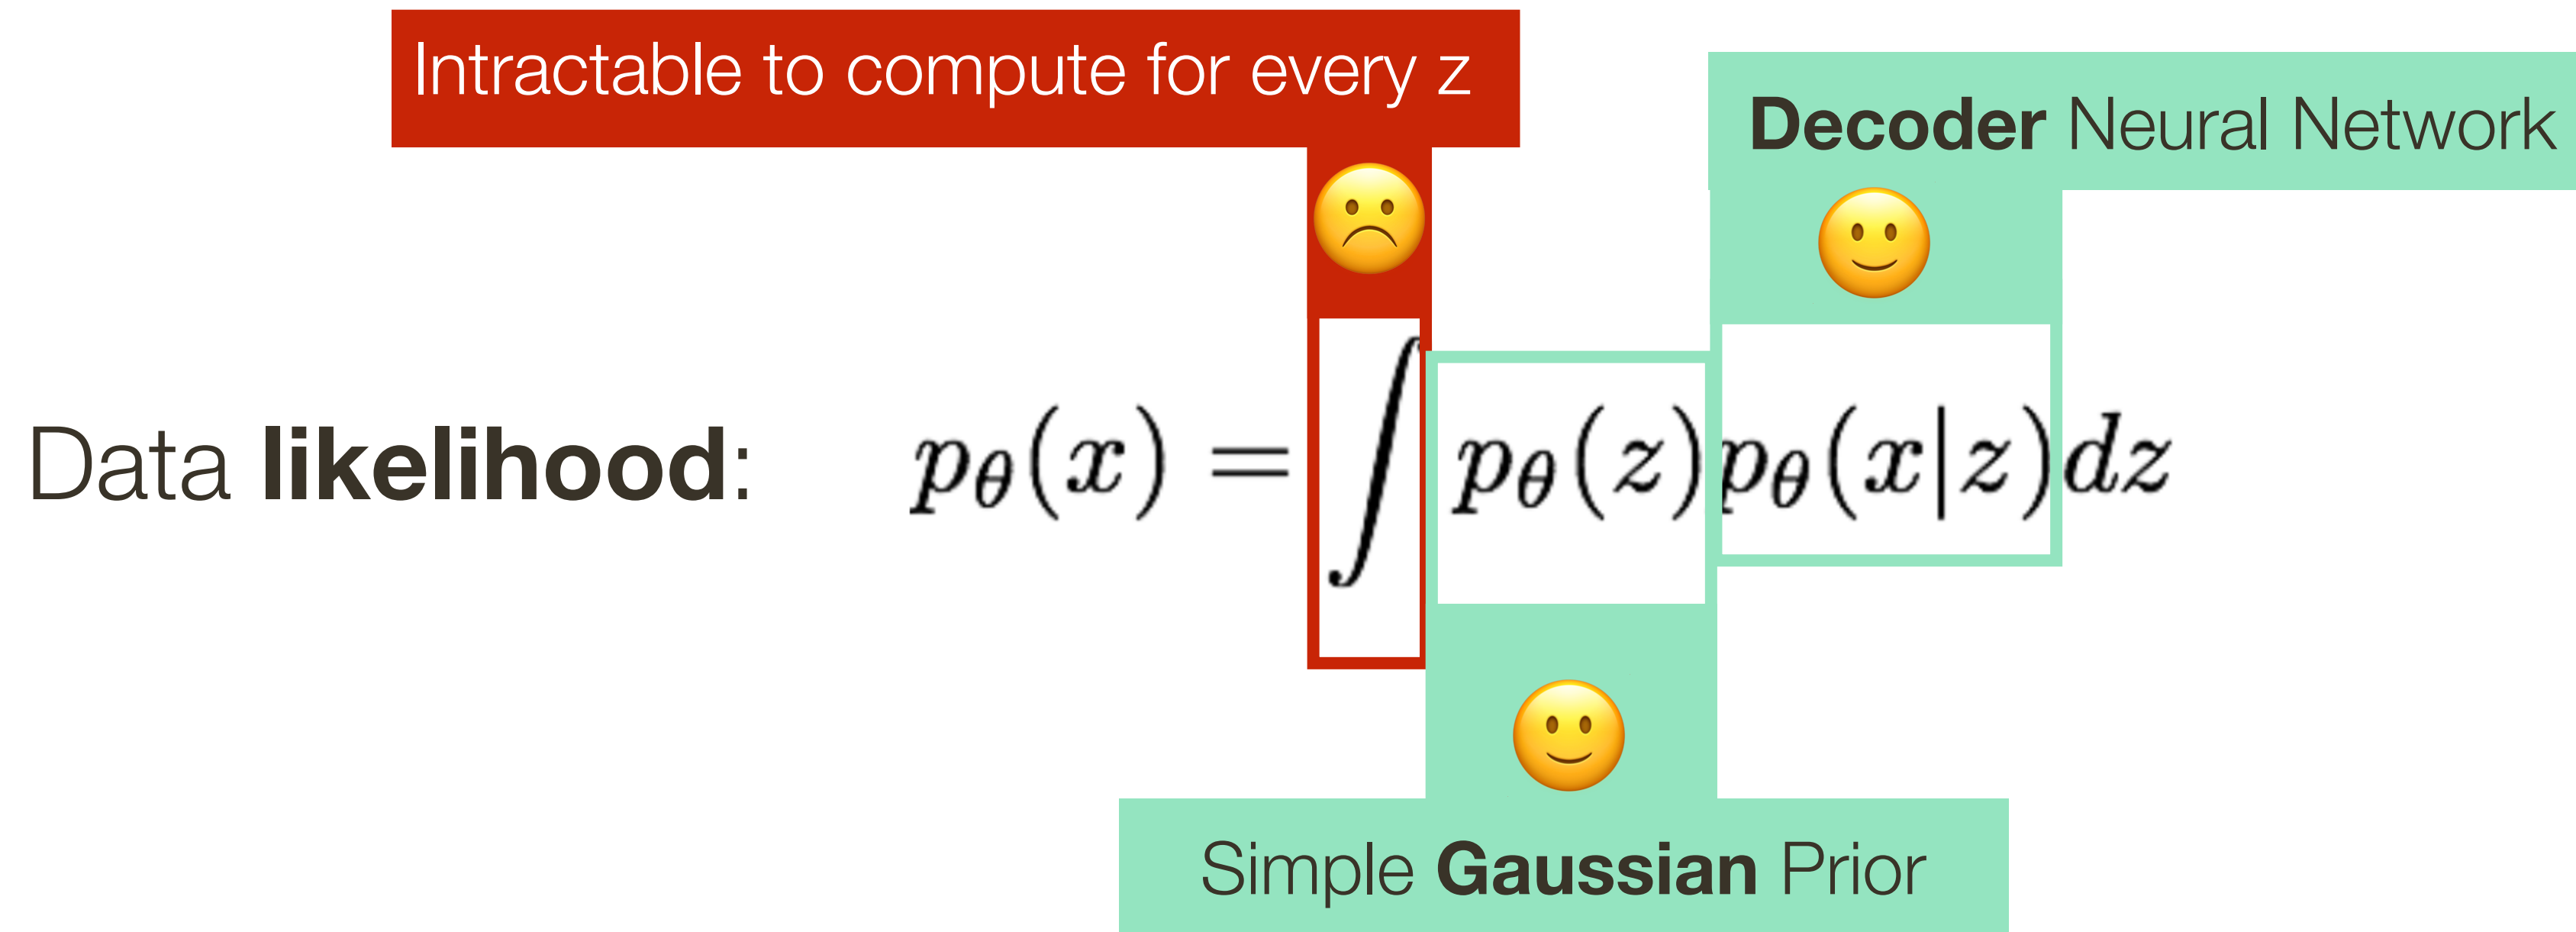 Intractable to compute for every z
Decoder Neural Network
Data likelihood: pθ(x) = ∫ pθ(z)pθ(x|z)dz
Simple Gaussian Prior